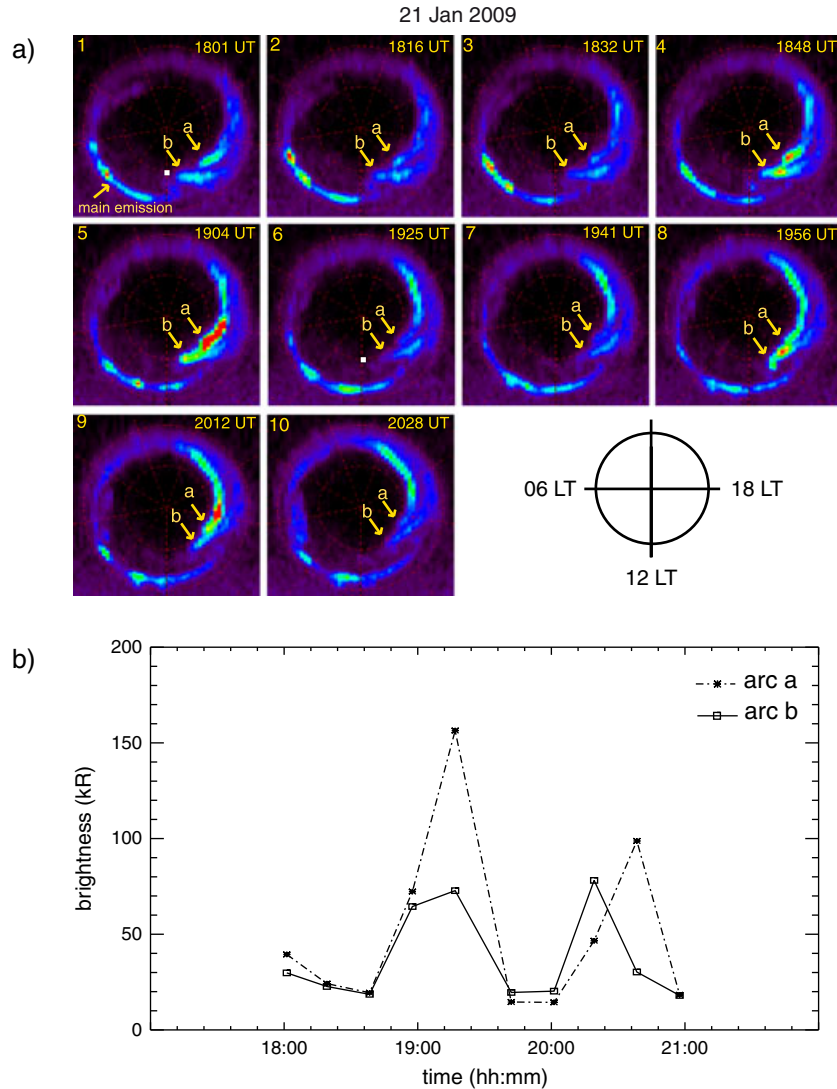 21 Jan 2009
a)
1 1801 UT
b a
main emission
2 1816 UT
b a
3 1832 UT
b a
4 1848 UT
b a
5 1904 UT
b a
6 1925 UT
b a
7 1941 UT
b a
8 1956 UT
b a
9 2012 UT
b a
10 2028 UT
b a
06 LT 18 LT
12 LT
b)
200
150
100
50
0
brightness (kR)
arc a
arc b
18:00 19:00 20:00 21:00
time (hh:mm)